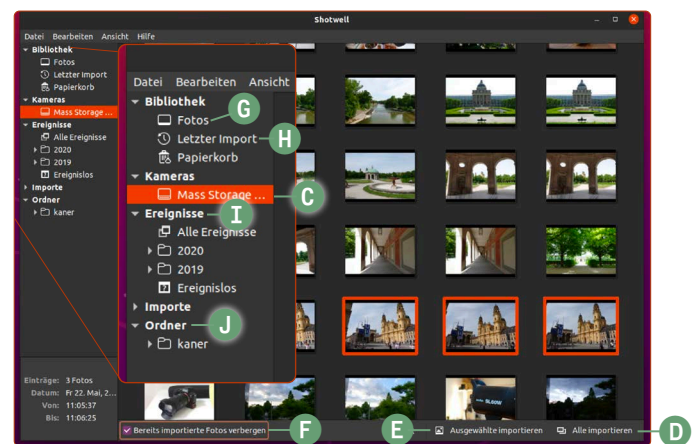 Shotwell
Datei Bearbeiten Ansicht Hilfe
Bibliothek
Fotos
Letzter Import
Papierkorb
Kameras
Mass Storage ...
Ereignisse
Alle Ereignisse
2020
2019
Ereignislos
Importe
Ordner
kaner
Datei Bearbeiten Ansicht
Bibliothek
Fotos
G
Letzter Import
H
Papierkorb
Kameras
Mass Storage ...
C
Ereignisse
I
Alle Ereignisse
2020
2019
Ereignislos
Importe
Ordner
J
kaner
Einträge: 3 Fotos
Datum: Fr 22. Mai, 2...
Von: 11:05:37
Bis: 11:06:25
SL60W
Bereits importierte Fotos verbergen
F
E
Ausgewählte importieren
Alle importieren
D